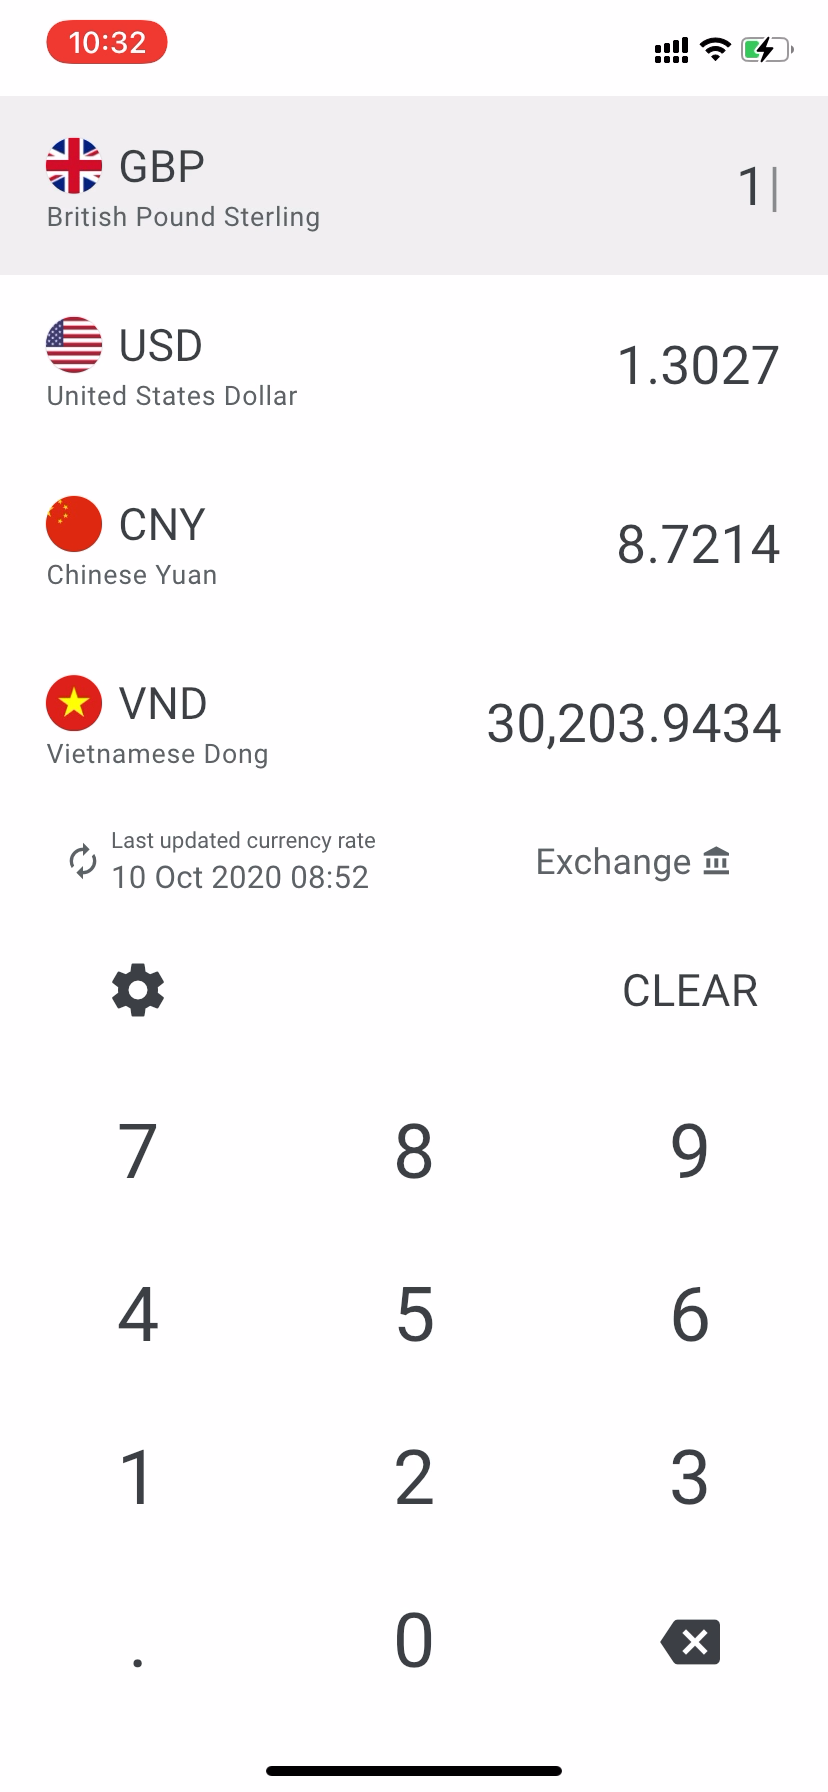 10:32
GBP
1
British Pound Sterling
USD
1.3027
United States Dollar
CNY
8.7214
Chinese Yuan
VND
30,203.9434
Vietnamese Dong
Last updated currency rate
10 Oct 2020 08:52
Exchange
CLEAR
7 8 9
4 5 6
1 2 3
. 0